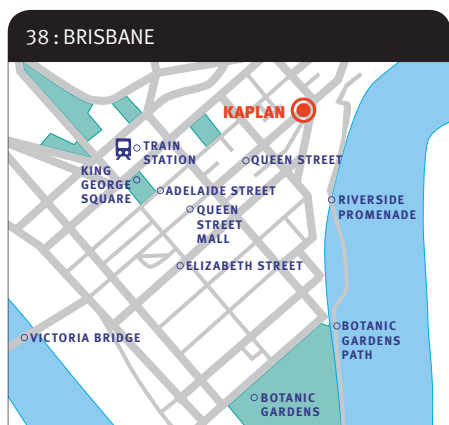 38 : BRISBANE
KAPLAN
TRAIN
STATION
QUEEN STREET
KING
GEORGE
SQUARE
ADELAIDE STREET
RIVERSIDE
PROMENADE
QUEEN
STREET
MALL
ELIZABETH STREET
VICTORIA BRIDGE
BOTANIC
GARDENS
PATH
BOTANIC
GARDENS